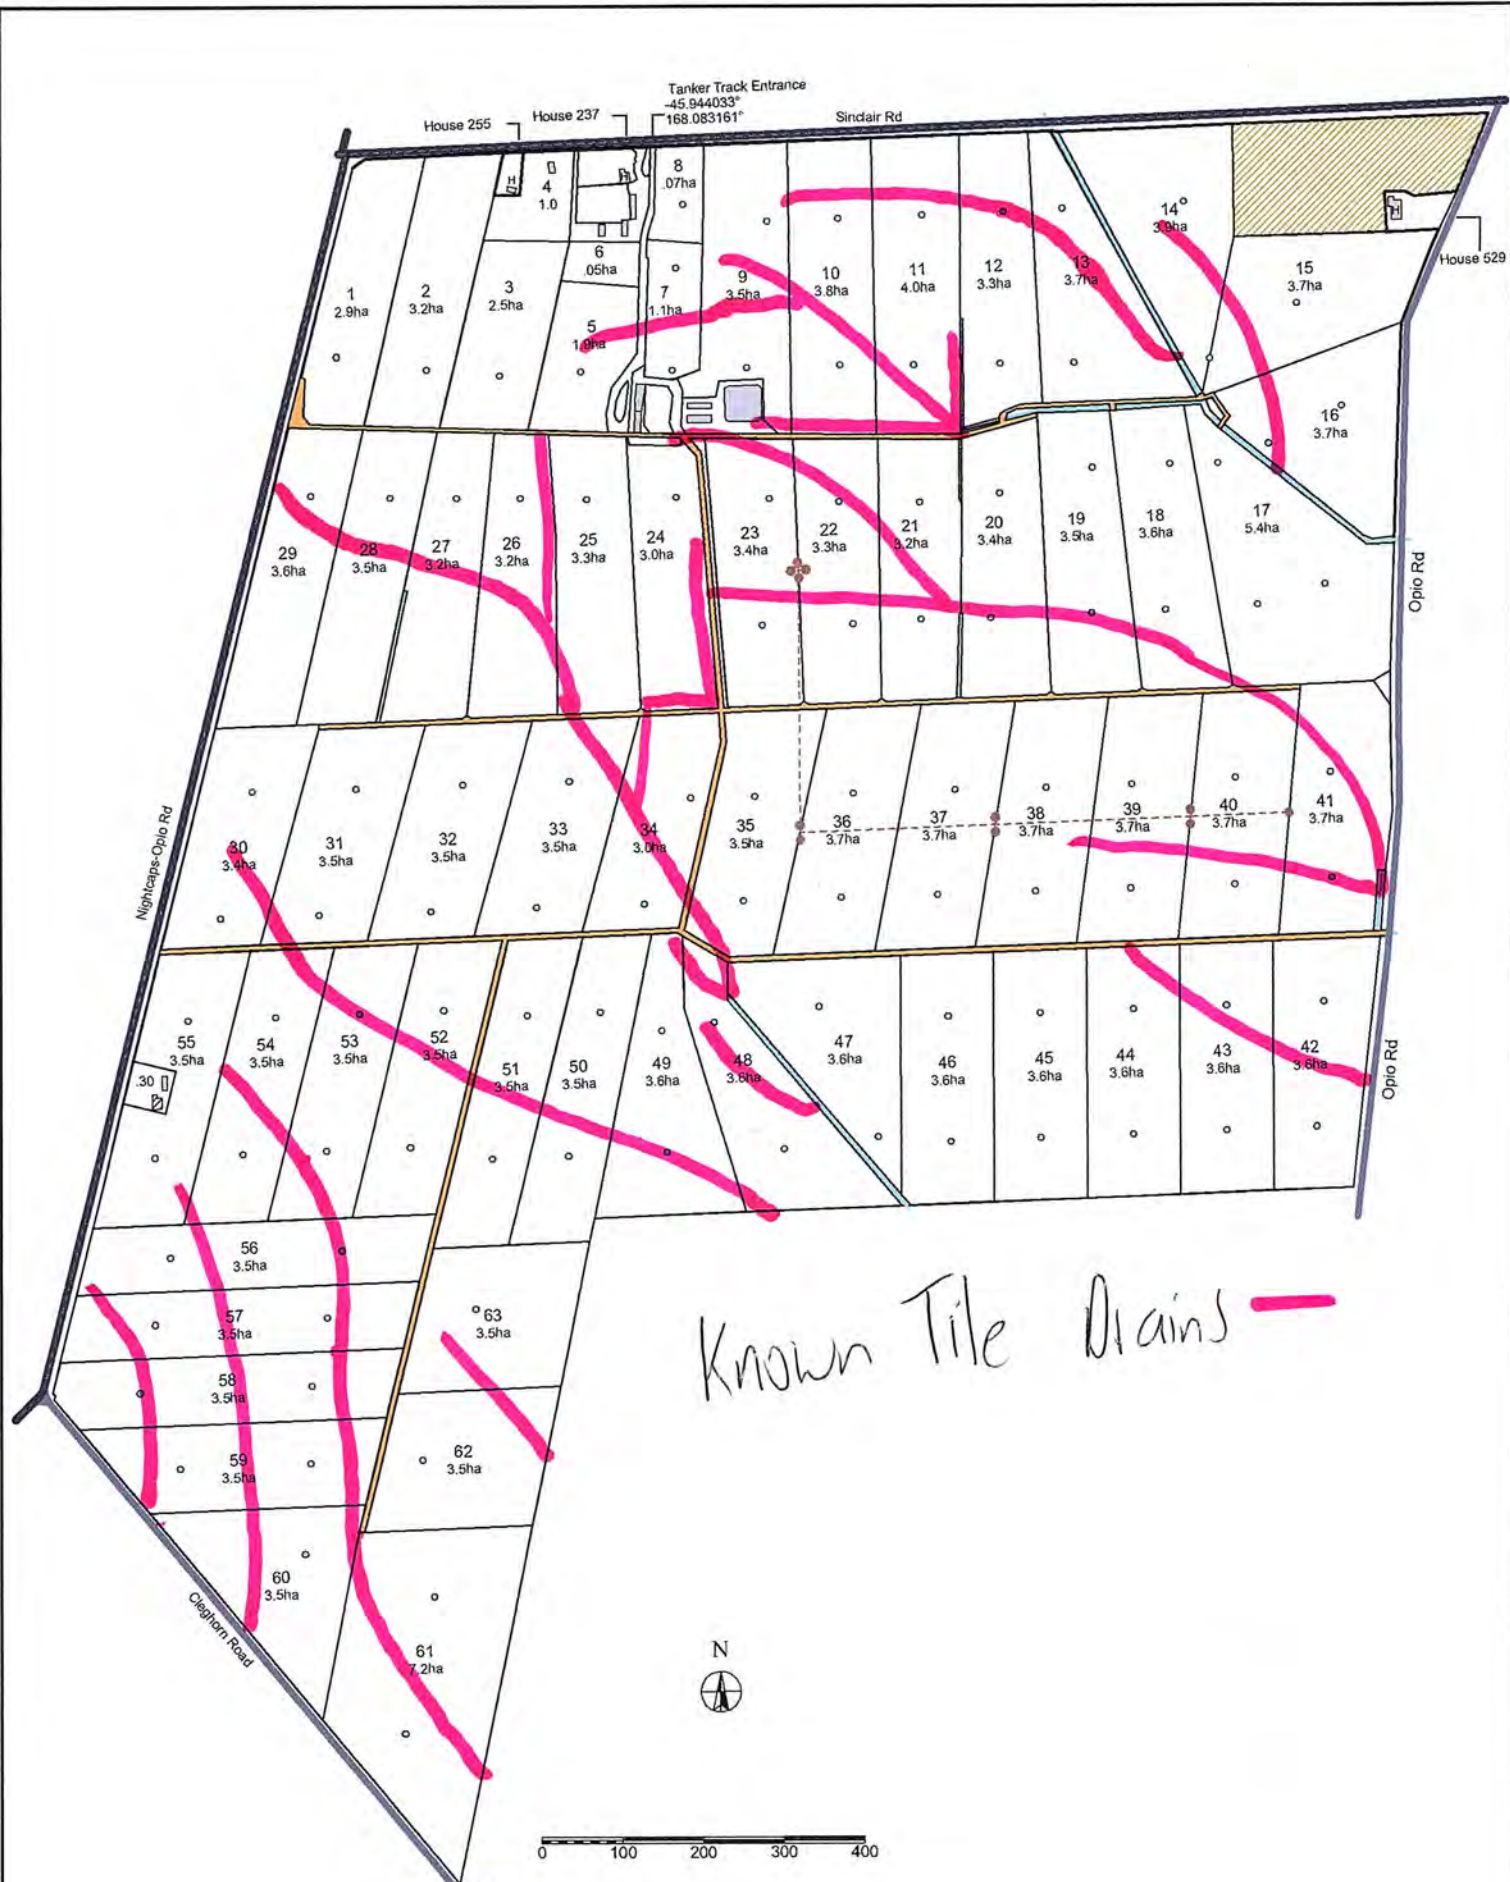 Tanker Track Entrance
-45.944033°
168.083161°
House 255
House 237
Sinclair Rd
H
H
4
1.0
8
.07ha
14
3.9ha
H
House 529
6
.05ha
1
2.9ha
2
3.2ha
3
2.5ha
5
1.9ha
7
1.1ha
9
3.5ha
10
3.8ha
11
4.0ha
12
3.3ha
13
3.7ha
15
3.7ha
16
3.7ha
29
3.6ha
28
3.5ha
27
3.2ha
26
3.2ha
25
3.3ha
24
3.0ha
23
3.4ha
22
3.3ha
21
3.2ha
20
3.4ha
19
3.5ha
18
3.6ha
17
5.4ha
Opio Rd
Nightcaps-Opio Rd
30
3.4ha
31
3.5ha
32
3.5ha
33
3.5ha
34
3.0ha
35
3.5ha
36
3.7ha
37
3.7ha
38
3.7ha
39
3.7ha
40
3.7ha
41
3.7ha
55
3.5ha
54
3.5ha
53
3.5ha
52
3.5ha
51
3.5ha
50
3.5ha
49
3.6ha
48
3.6ha
47
3.6ha
46
3.6ha
45
3.6ha
44
3.6ha
43
3.6ha
42
3.6ha
Opio Rd
.30
56
3.5ha
57
3.5ha
58
3.5ha
59
3.5ha
60
3.5ha
63
3.5ha
62
3.5ha
61
7.2ha
Known Tile Drains
Cleghorn Road
N
0 100 200 300 400